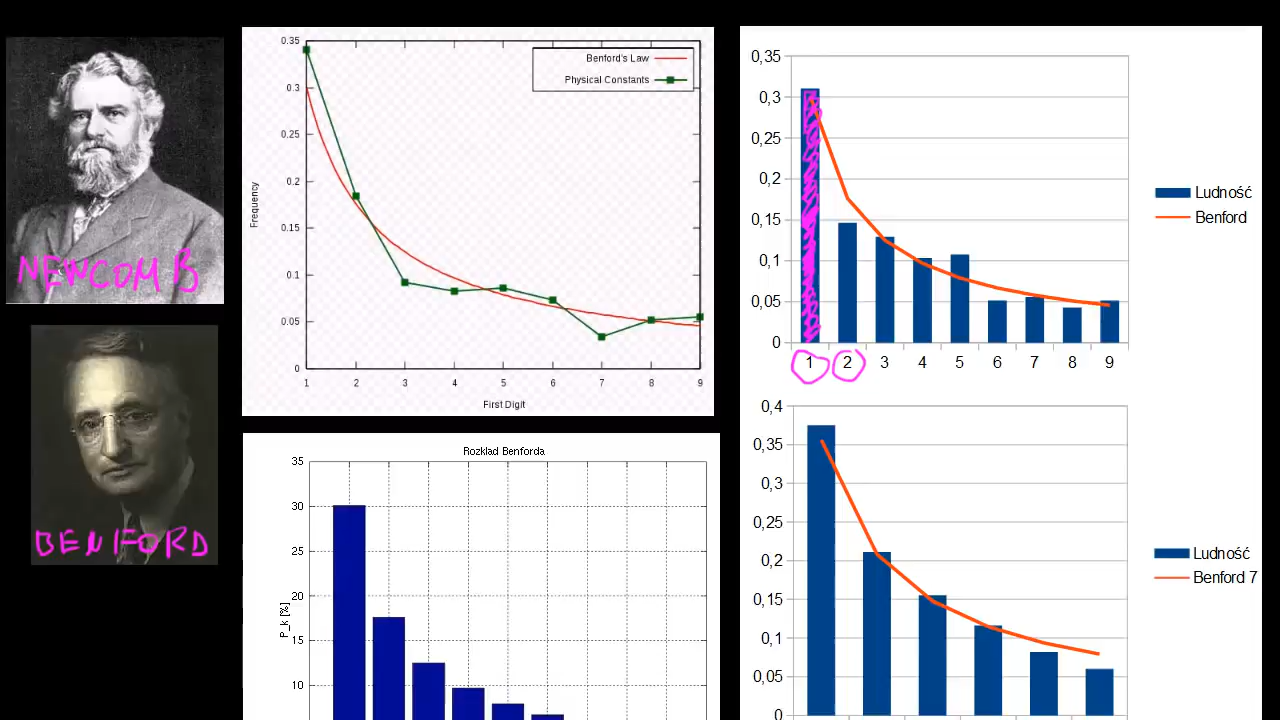 NEWCOMB
BENFORD
0.35
0.3
0.25
0.2
0.15
0.1
0.05
0
Frequency
Benford's Law
Physical Constants
1 2 3 4 5 6 7 8 9
First Digit
Rozkład Benforda
35
30
25
20
15
10
P_k [%]
0,35
0,3
0,25
0,2
0,15
0,1
0,05
0
1 2 3 4 5 6 7 8 9
Ludność
Benford
0,4
0,35
0,3
0,25
0,2
0,15
0,1
0,05
0
Ludność
Benford 7